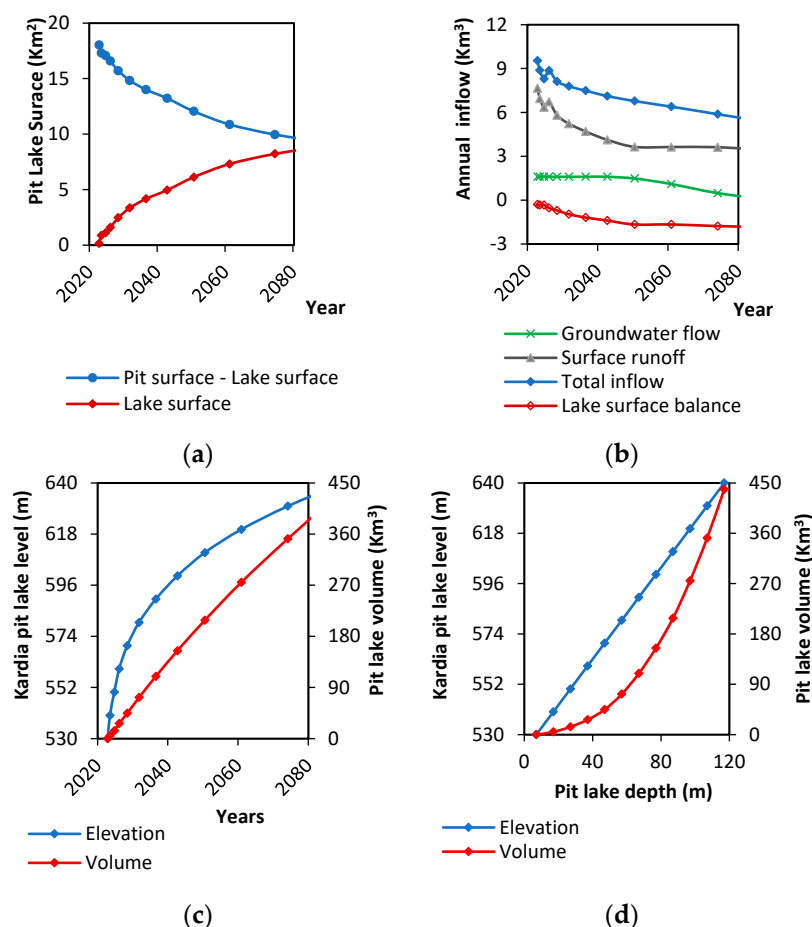 Pit Lake Surace (Km²)
20
15
10
5
0
2020
2040
2060
2080
Year
Pit surface - Lake surface
Lake surface
(a)
Annual inflow (Km³)
12
9
6
3
0
-3
2020
2040
2060
2080
Year
Groundwater flow
Surface runoff
Total inflow
Lake surface balance
(b)
Kardia pit lake level (m)
640
618
596
574
552
530
450
360
270
180
90
0
Pit lake volume (Km³)
2020
2040
2060
2080
Years
Elevation
Volume
(c)
Kardia pit lake level (m)
640
618
596
574
552
530
450
360
270
180
90
0
Pit lake volume (Km³)
0
40
80
120
Pit lake depth (m)
Elevation
Volume
(d)